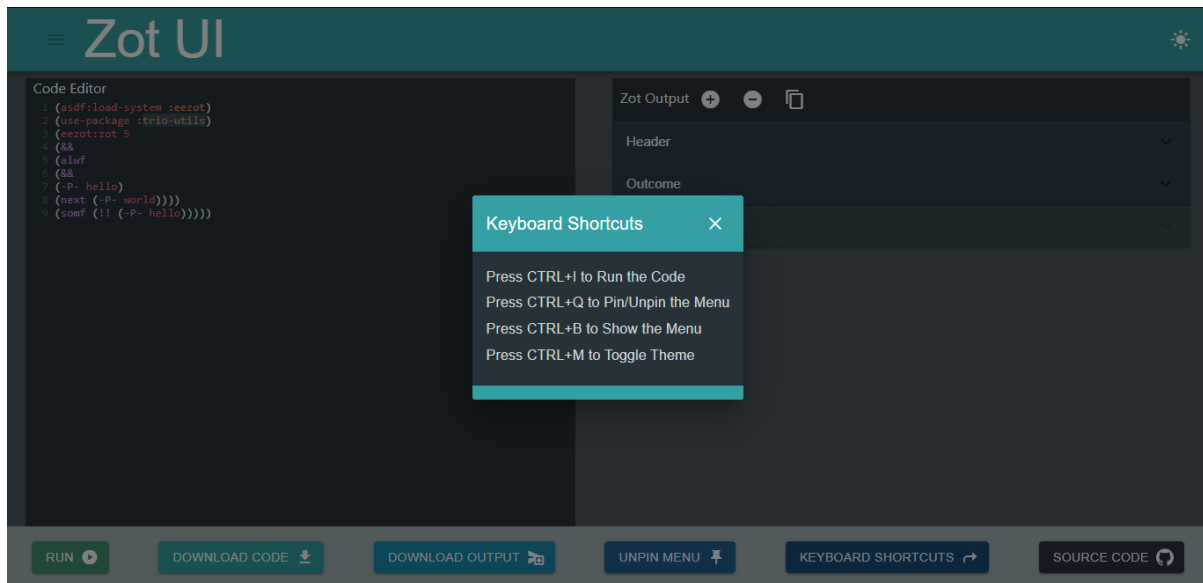 Zot UI
Code Editor
1 (asdf:load-system :eezot)
2 (use-package :trio-utils)
3 (eezot:zot 5
4 (&&
5 (alwf
6 (&&
7 (-P- hello)
8 (next (-P- world))))
9 (somf (!! (-P- hello)))))
Zot Output
Header
Outcome
Keyboard Shortcuts
Press CTRL+I to Run the Code
Press CTRL+Q to Pin/Unpin the Menu
Press CTRL+B to Show the Menu
Press CTRL+M to Toggle Theme
RUN
DOWNLOAD CODE
DOWNLOAD OUTPUT
UNPIN MENU
KEYBOARD SHORTCUTS
SOURCE CODE